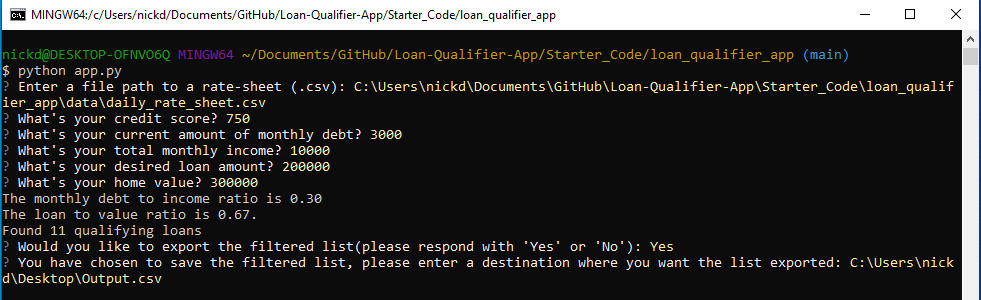 MINGW64:/c/Users/nickd/Documents/GitHub/Loan-Qualifier-App/Starter_Code/loan_qualifier_app
nickd@DESKTOP-OFNVO6Q MINGW64 ~/Documents/GitHub/Loan-Qualifier-App/Starter_Code/loan_qualifier_app (main)
$ python app.py
? Enter a file path to a rate-sheet (.csv): C:\Users\nickd\Documents\GitHub\Loan-Qualifier-App\Starter_Code\loan_qualif
ier_app\data\daily_rate_sheet.csv
? What's your credit score? 750
? What's your current amount of monthly debt? 3000
? What's your total monthly income? 10000
? What's your desired loan amount? 200000
? What's your home value? 300000
The monthly debt to income ratio is 0.30
The loan to value ratio is 0.67.
Found 11 qualifying loans
? Would you like to export the filtered list(please respond with 'Yes' or 'No'): Yes
? You have chosen to save the filtered list, please enter a destination where you want the list exported: C:\Users\nick
d\Desktop\Output.csv